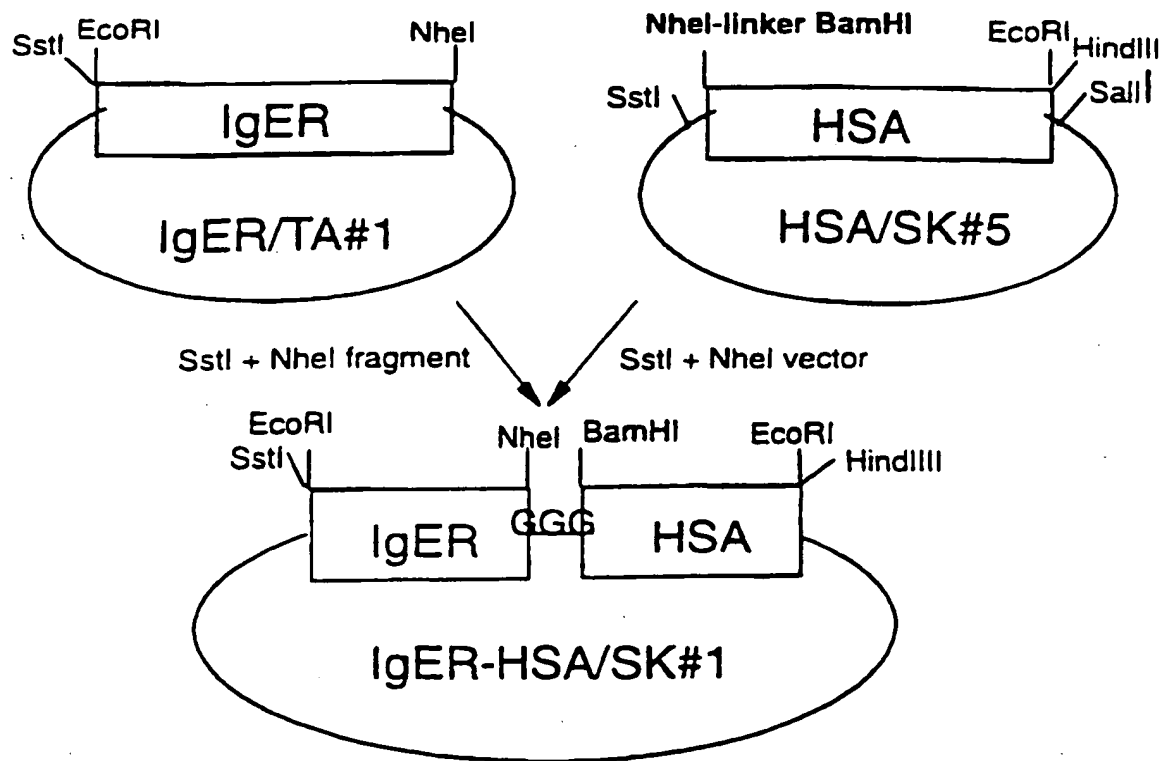 SstI
EcoRI
NheI
IgER
IgER/TA#1
NheI-linker BamHI
EcoRI
HindIII
SstI
SalI
HSA
HSA/SK#5
SstI + NheI fragment
SstI + NheI vector
EcoRI
SstI
NheI
BamHI
EcoRI
HindIIII
IgER
GGG
HSA
IgER-HSA/SK#1